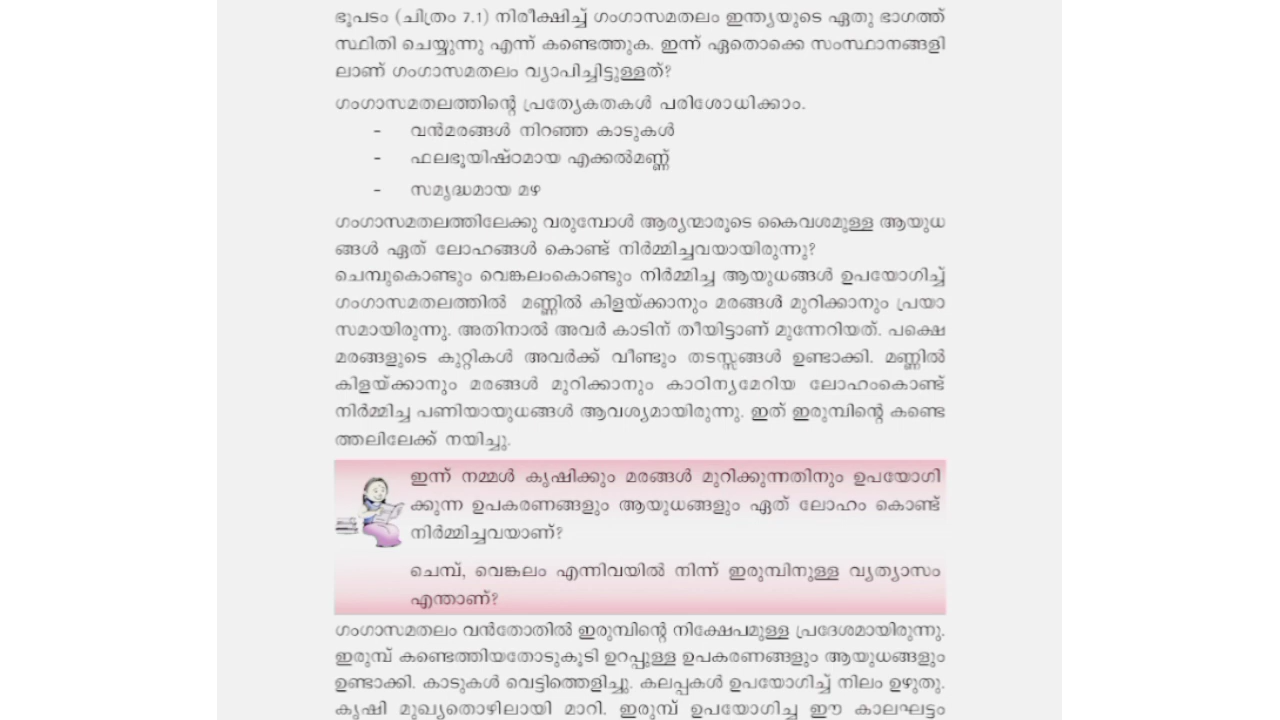 ഭൂപടം (ചിത്രം 7.1) നിരീക്ഷിച്ച് ഗംഗാസമതലം ഇന്ത്യയുടെ ഏതു ഭാഗത്ത്
സ്ഥിതി ചെയ്യുന്നു എന്ന് കണ്ടെത്തുക. ഇന്ന് ഏതൊക്കെ സംസ്ഥാനങ്ങളി
ലാണ് ഗംഗാസമതലം വ്യാപിച്ചിട്ടുള്ളത്?
ഗംഗാസമതലത്തിന്റെ പ്രത്യേകതകൾ പരിശോധിക്കാം.
- വൻമരങ്ങൾ നിറഞ്ഞ കാടുകൾ
- ഫലഭൂയിഷ്ഠമായ എക്കൽമണ്ണ്
- സമൃദ്ധമായ മഴ
ഗംഗാസമതലത്തിലേക്കു വരുമ്പോൾ ആര്യന്മാരുടെ കൈവശമുള്ള ആയുധ
ങ്ങൾ ഏത് ലോഹങ്ങൾ കൊണ്ട് നിർമ്മിച്ചവയായിരുന്നു?
ചെമ്പുകൊണ്ടും വെങ്കലംകൊണ്ടും നിർമ്മിച്ച ആയുധങ്ങൾ ഉപയോഗിച്ച്
ഗംഗാസമതലത്തിൽ മണ്ണിൽ കിളയ്ക്കാനും മരങ്ങൾ മുറിക്കാനും പ്രയാ
സമായിരുന്നു. അതിനാൽ അവർ കാടിന് തീയിട്ടാണ് മുന്നേറിയത്. പക്ഷെ
മരങ്ങളുടെ കുറ്റികൾ അവർക്ക് വീണ്ടും തടസ്സങ്ങൾ ഉണ്ടാക്കി. മണ്ണിൽ
കിളയ്ക്കാനും മരങ്ങൾ മുറിക്കാനും കാഠിന്യമേറിയ ലോഹംകൊണ്ട്
നിർമ്മിച്ച പണിയായുധങ്ങൾ ആവശ്യമായിരുന്നു. ഇത് ഇരുമ്പിന്റെ കണ്ടെ
ത്തലിലേക്ക് നയിച്ചു.
ഇന്ന് നമ്മൾ കൃഷിക്കും മരങ്ങൾ മുറിക്കുന്നതിനും ഉപയോഗി
ക്കുന്ന ഉപകരണങ്ങളും ആയുധങ്ങളും ഏത് ലോഹം കൊണ്ട്
നിർമ്മിച്ചവയാണ്?
ചെമ്പ്, വെങ്കലം എന്നിവയിൽ നിന്ന് ഇരുമ്പിനുള്ള വ്യത്യാസം
എന്താണ്?
ഗംഗാസമതലം വൻതോതിൽ ഇരുമ്പിന്റെ നിക്ഷേപമുള്ള പ്രദേശമായിരുന്നു.
ഇരുമ്പ് കണ്ടെത്തിയതോടുകൂടി ഉറപ്പുള്ള ഉപകരണങ്ങളും ആയുധങ്ങളും
ഉണ്ടാക്കി. കാടുകൾ വെട്ടിത്തെളിച്ചു. കലപ്പകൾ ഉപയോഗിച്ച് നിലം ഉഴുതു.
കൃഷി മുഖ്യതൊഴിലായി മാറി. ഇരുമ്പ് ഉപയോഗിച്ച ഈ കാലഘട്ടം